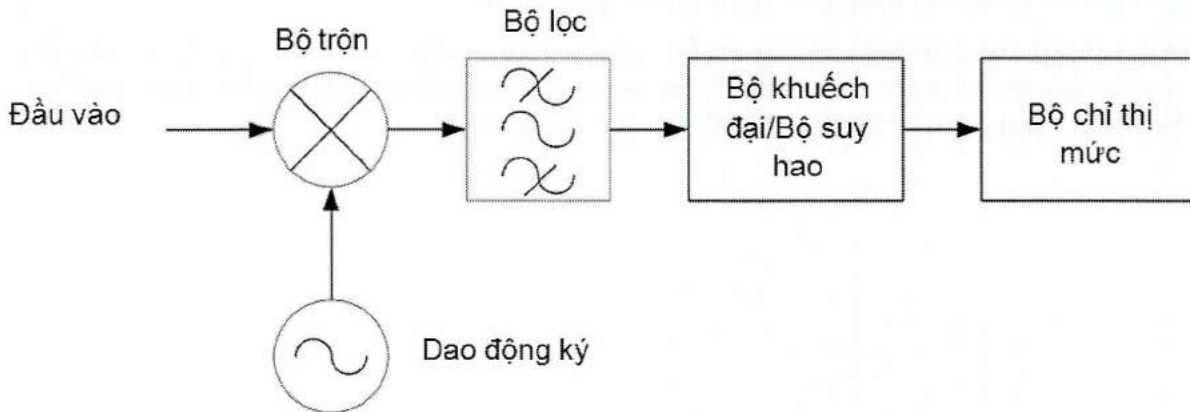 Bộ lọc
Bộ trộn
Đầu vào
Bộ khuếch
đại/Bộ suy
hao
Bộ chỉ thị
mức
Dao động ký